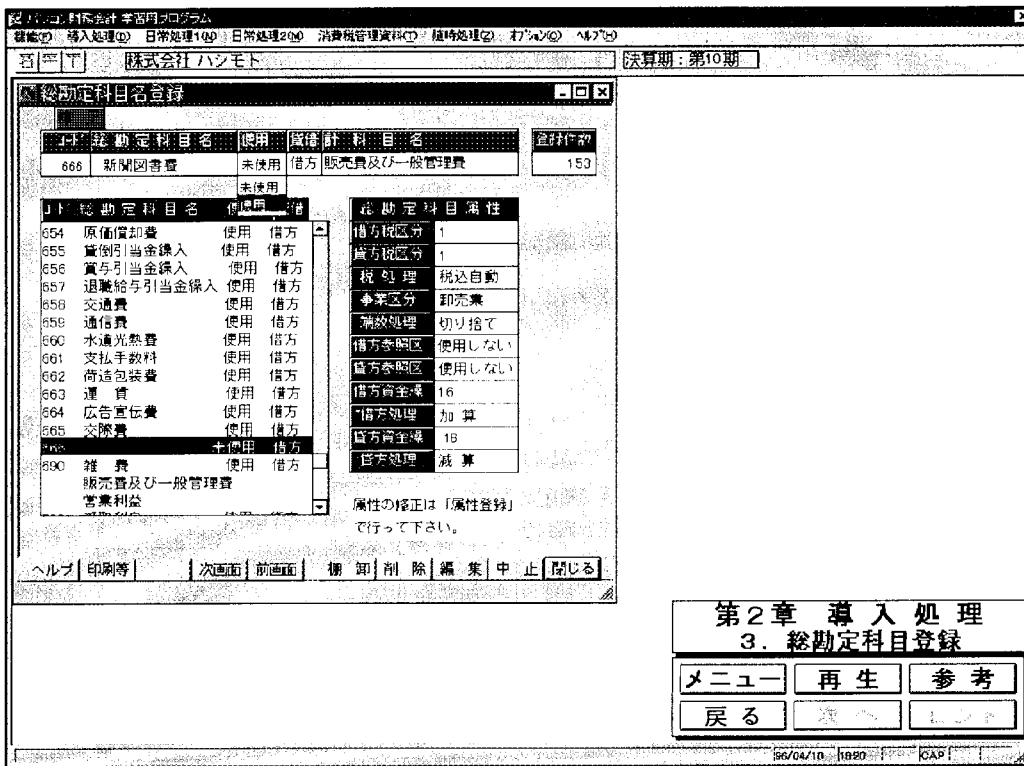 パソコン財務会計 学習用プログラム
機能(F) 導入処理(D) 日常処理1(N) 日常処理2(W) 消費税管理資料(T) 随時処理(Z) オプション(O) ヘルプ(H)
株式会社 ハシモト
決算期：第10期
総勘定科目名登録
コード 総勘定科目名 使用 貸借 計科目名 登録件数
666 新聞図書費 未使用 借方 販売費及び一般管理費 153
未使用
使用
コード 総勘定科目名
654 原価償却費 使用 借方
655 貸倒引当金繰入 使用 借方
656 賞与引当金繰入 使用 借方
657 退職給与引当金繰入 使用 借方
658 交通費 使用 借方
659 通信費 使用 借方
660 水道光熱費 使用 借方
661 支払手数料 使用 借方
662 荷造包装費 使用 借方
663 運賃 使用 借方
664 広告宣伝費 使用 借方
665 交際費 使用 借方
666 未使用 借方
690 雑費 使用 借方
販売費及び一般管理費
営業利益
総勘定科目属性
借方税区分 1
貸方税区分 1
税処理 税込自動
事業区分 卸売業
端数処理 切り捨て
借方参照区 使用しない
貸方参照区 使用しない
借方資金繰 16
借方処理 加算
貸方資金繰 16
貸方処理 減算
属性の修正は「属性登録」
で行って下さい。
ヘルプ 印刷等 次画面 前画面 棚卸 削除 編集 中止 閉じる
第2章 導入処理
3．総勘定科目登録
メニュー 再生 参考
戻る 次へ ヒント
96/04/10 CAP